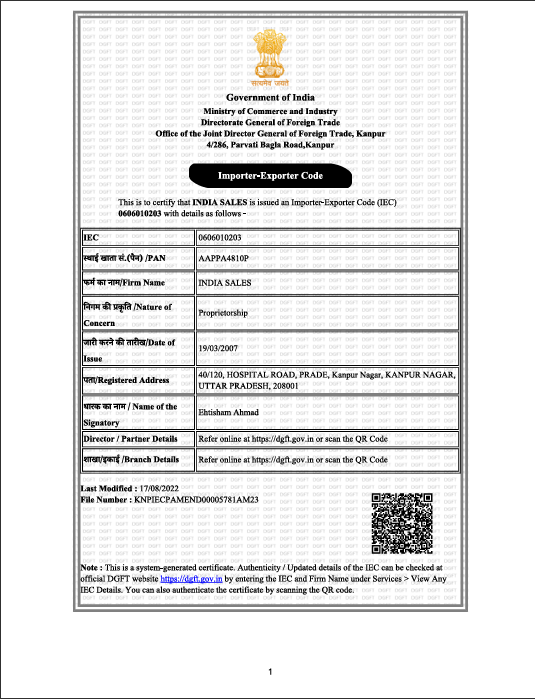 सत्यमेव जयते
Government of India
Ministry of Commerce and Industry
Directorate General of Foreign Trade
Office of the Joint Director General of Foreign Trade, Kanpur
4/286, Parvati Bagla Road,Kanpur
Importer-Exporter Code
This is to certify that INDIA SALES is issued an Importer-Exporter Code (IEC)
0606010203 with details as follows -
IEC 0606010203
स्थाई खाता सं.(पैन) /PAN AAPPA4810P
फर्म का नाम/Firm Name INDIA SALES
निगम की प्रकृति /Nature of
Concern Proprietorship
जारी करने की तारीख/Date of
Issue 19/03/2007
पता/Registered Address 40/120, HOSPITAL ROAD, PRADE, Kanpur Nagar, KANPUR NAGAR,
UTTAR PRADESH, 208001
धारक का नाम / Name of the
Signatory Ehtisham Ahmad
Director / Partner Details Refer online at https://dgft.gov.in or scan the QR Code
शाखा/इकाई /Branch Details Refer online at https://dgft.gov.in or scan the QR Code
Last Modified : 17/08/2022
File Number : KNPIECPAMEND00005781AM23
Note : This is a system-generated certificate. Authenticity / Updated details of the IEC can be checked at
official DGFT website https://dgft.gov.in by entering the IEC and Firm Name under Services > View Any
IEC Details. You can also authenticate the certificate by scanning the QR code.
1